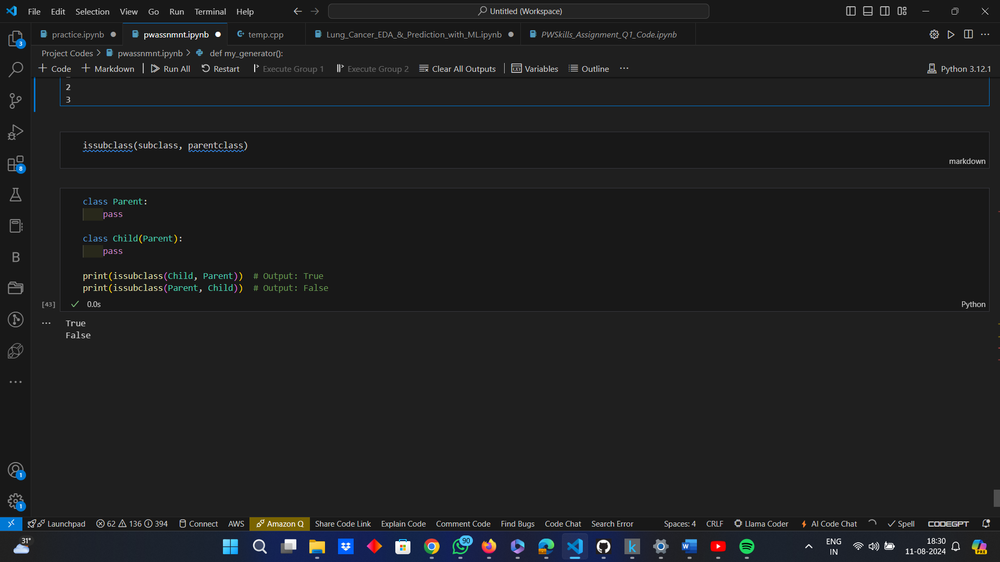 File Edit Selection View Go Run Terminal Help
Untitled (Workspace)
practice.ipynb
pwassnmnt.ipynb
temp.cpp
Lung_Cancer_EDA_&_Prediction_with_ML.ipynb
PWSkills_Assignment_Q1_Code.ipynb
Project Codes > pwassnmnt.ipynb > def my_generator():
+ Code + Markdown | Run All Restart Execute Group 1 Execute Group 2 Clear All Outputs | Variables Outline ...
Python 3.12.1
2
3
issubclass(subclass, parentclass)
markdown
class Parent:
    pass
class Child(Parent):
    pass
print(issubclass(Child, Parent))  # Output: True
print(issubclass(Parent, Child))  # Output: False
[43] 0.0s
Python
True
False
3
8
B
1
1
Launchpad 62 136 394 Connect AWS Amazon Q Share Code Link Explain Code Comment Code Find Bugs Code Chat Search Error Spaces: 4 CRLF Llama Coder AI Code Chat Spell CODEGPT
31°
90
k
W
ENG
IN
18:30
11-08-2024
PRE